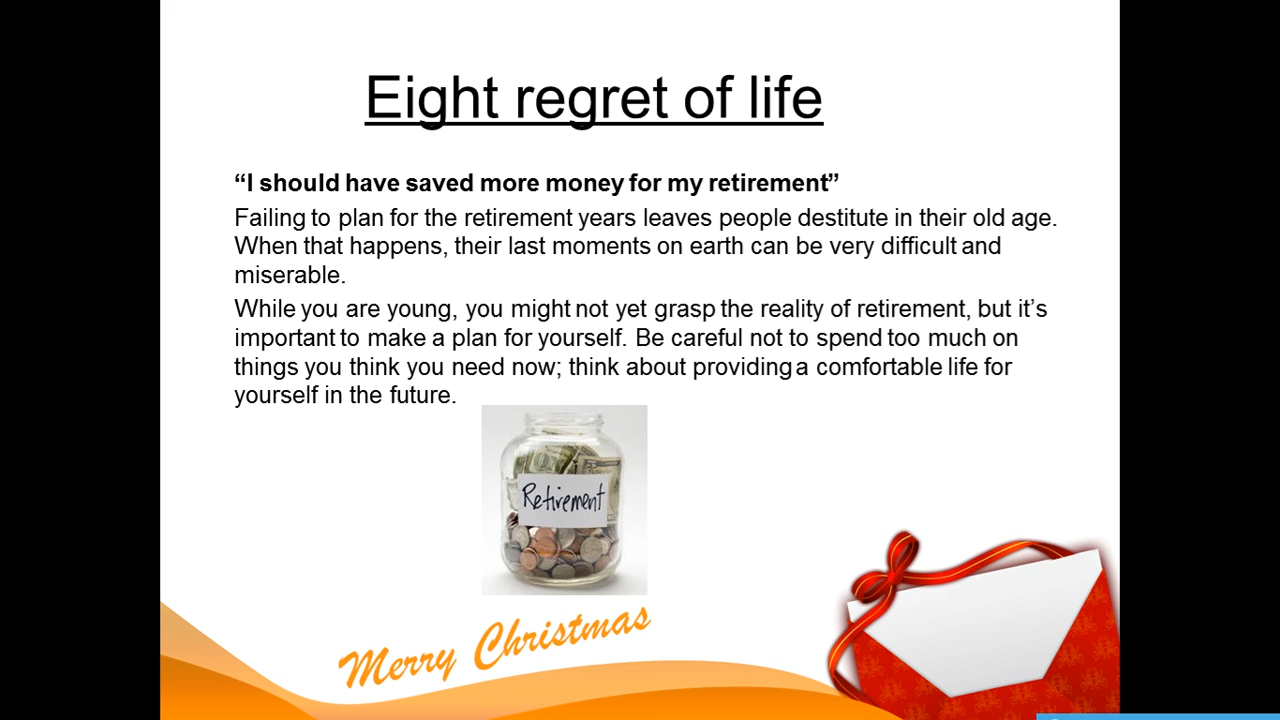 Eight regret of life
“I should have saved more money for my retirement”
Failing to plan for the retirement years leaves people destitute in their old age.
When that happens, their last moments on earth can be very difficult and
miserable.
While you are young, you might not yet grasp the reality of retirement, but it’s
important to make a plan for yourself. Be careful not to spend too much on
things you think you need now; think about providing a comfortable life for
yourself in the future.
Retirement
Merry Christmas